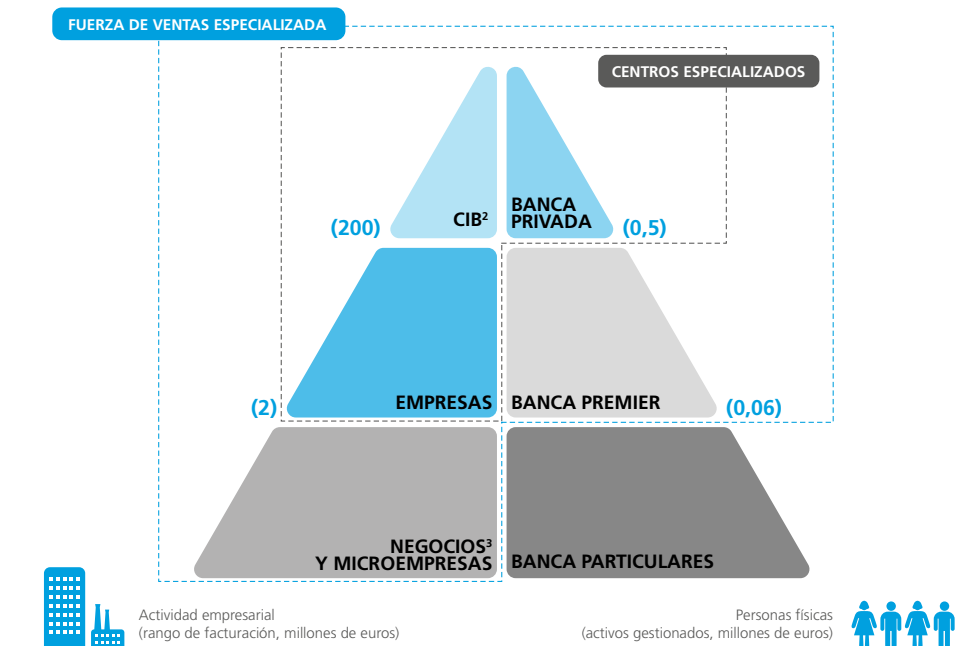 FUERZA DE VENTAS ESPECIALIZADA
CENTROS ESPECIALIZADOS
CIB²
BANCA
PRIVADA
(200)
(0,5)
EMPRESAS
BANCA PREMIER
(2)
(0,06)
NEGOCIOS³
Y MICROEMPRESAS
BANCA PARTICULARES
Actividad empresarial
(rango de facturación, millones de euros)
Personas físicas
(activos gestionados, millones de euros)